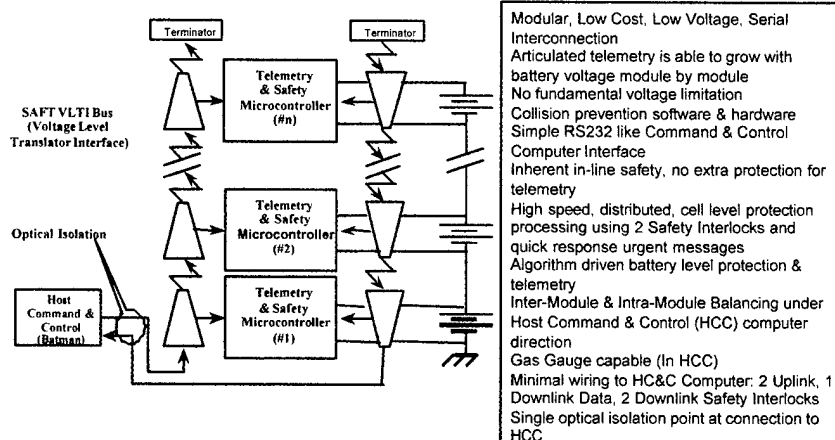 Terminator
Terminator
Telemetry
& Safety
Microcontroller
(#n)
SAFT VLTI Bus
(Voltage Level
Translator Interface)
Telemetry
& Safety
Microcontroller
(#2)
Optical Isolation
Host
Command &
Control
(Batman)
Telemetry
& Safety
Microcontroller
(#1)
Modular, Low Cost, Low Voltage, Serial
Interconnection
Articulated telemetry is able to grow with
battery voltage module by module
No fundamental voltage limitation
Collision prevention software & hardware
Simple RS232 like Command & Control
Computer Interface
Inherent in-line safety, no extra protection for
telemetry
High speed, distributed, cell level protection
processing using 2 Safety Interlocks and
quick response urgent messages
Algorithm driven battery level protection &
telemetry
Inter-Module & Intra-Module Balancing under
Host Command & Control (HCC) computer
direction
Gas Gauge capable (In HCC)
Minimal wiring to HC&C Computer: 2 Uplink, 1
Downlink Data, 2 Downlink Safety Interlocks
Single optical isolation point at connection to
HCC